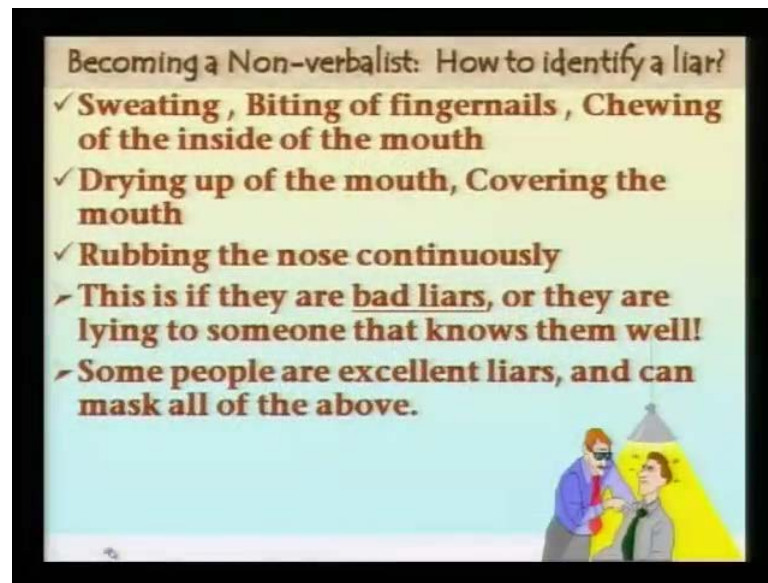 Becoming a Non-verbalist: How to identify a liar?
✓ Sweating , Biting of fingernails , Chewing
of the inside of the mouth
✓ Drying up of the mouth, Covering the
mouth
✓ Rubbing the nose continuously
➢ This is if they are bad liars, or they are
lying to someone that knows them well!
➢ Some people are excellent liars, and can
mask all of the above.